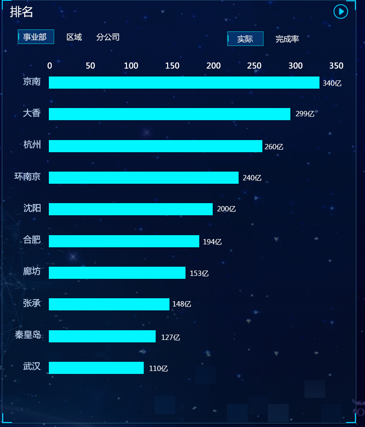 排名
事业部 区域 分公司 实际 完成率
0 50 100 150 200 250 300 350
京南 340亿
大香 299亿
杭州 260亿
环南京 240亿
沈阳 200亿
合肥 194亿
廊坊 153亿
张承 148亿
秦皇岛 127亿
武汉 110亿